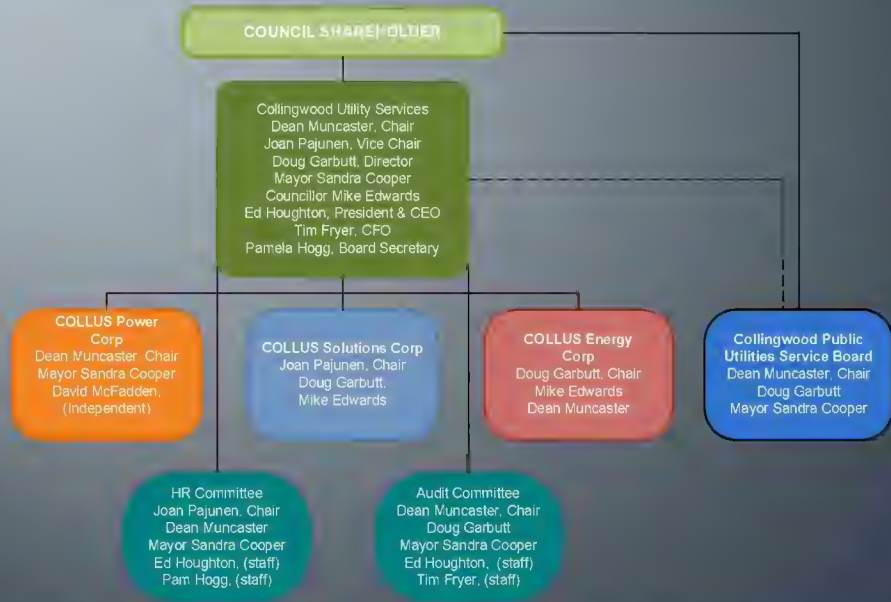 COUNCIL SHAREHOLDER
Collingwood Utility Services
Dean Muncaster, Chair
Joan Pajunen, Vice Chair
Doug Garbutt, Director
Mayor Sandra Cooper
Councillor Mike Edwards
Ed Houghton, President & CEO
Tim Fryer, CFO
Pamela Hogg, Board Secretary
COLLUS Power
Corp
Dean Muncaster, Chair
Mayor Sandra Cooper
David McFadden,
(Independent)
COLLUS Solutions Corp
Joan Pajunen, Chair
Doug Garbutt,
Mike Edwards
COLLUS Energy
Corp
Doug Garbutt, Chair
Mike Edwards
Dean Muncaster
Collingwood Public
Utilities Service Board
Dean Muncaster, Chair
Doug Garbutt
Mayor Sandra Cooper
HR Committee
Joan Pajunen, Chair
Dean Muncaster
Mayor Sandra Cooper
Ed Houghton, (staff)
Pam Hogg, (staff)
Audit Committee
Dean Muncaster, Chair
Doug Garbutt
Mayor Sandra Cooper
Ed Houghton, (staff)
Tim Fryer, (staff)